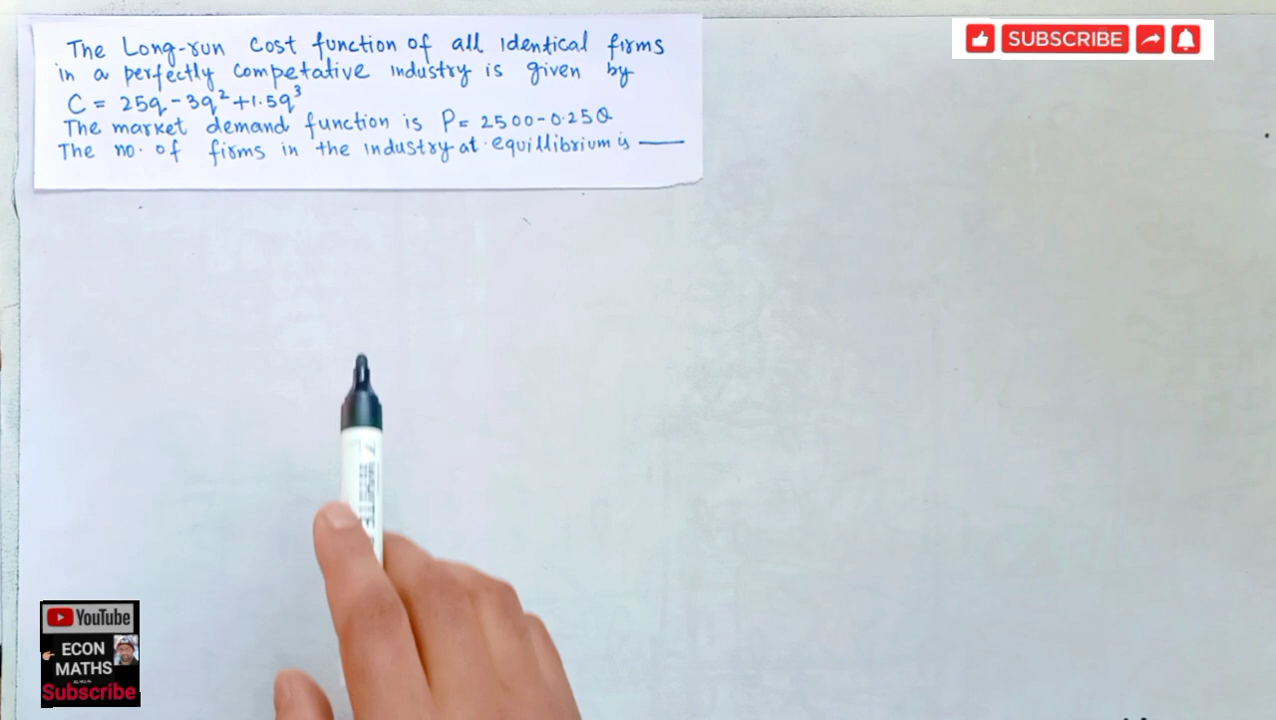 The Long-run cost function of all identical firms
in a perfectly competative industry is given by
C = 25q - 3q² + 1.5q³
The market demand function is P = 2500 - 0.25Q
The no. of firms in the industry at equillibrium is ——
SUBSCRIBE
YouTube
ECON
MATHS
Subscribe